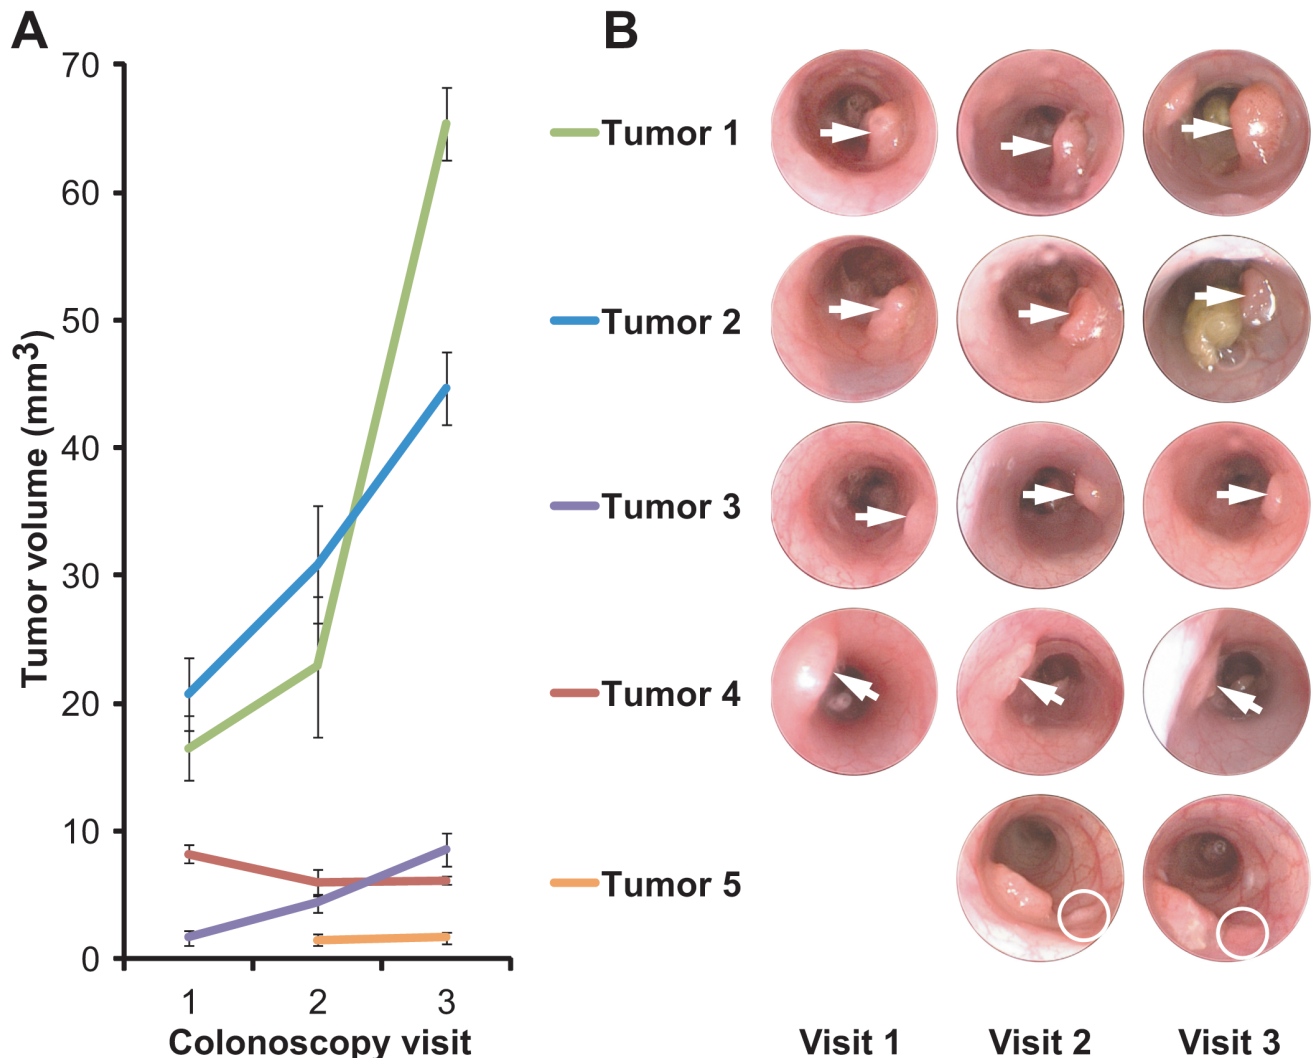 A
B
70
60
50
40
30
20
10
0
Tumor volume (mm3)
1 2 3
Colonoscopy visit
Tumor 1
Tumor 2
Tumor 3
Tumor 4
Tumor 5
Visit 1 Visit 2 Visit 3